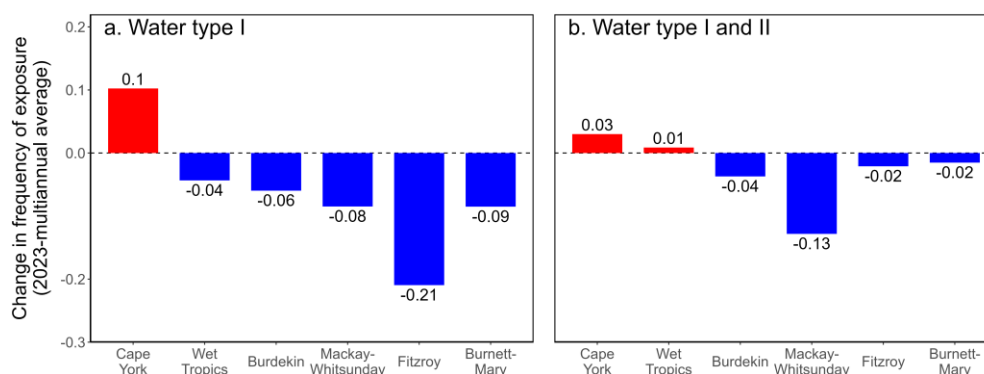 a. Water type I
b. Water type I and II
Change in frequency of exposure
(2023-multiannual average)
0.2
0.1
0.0
-0.2
-0.3
0.1
-0.04
-0.06
-0.08
-0.21
-0.09
0.03
0.01
-0.04
-0.13
-0.02
-0.02
Cape
York
Wet
Tropics
Burdekin
Mackay-
Whitsunday
Fitzroy
Burnett-
Mary
Cape
York
Wet
Tropics
Burdekin
Mackay-
Whitsunday
Fitzroy
Burnett-
Mary